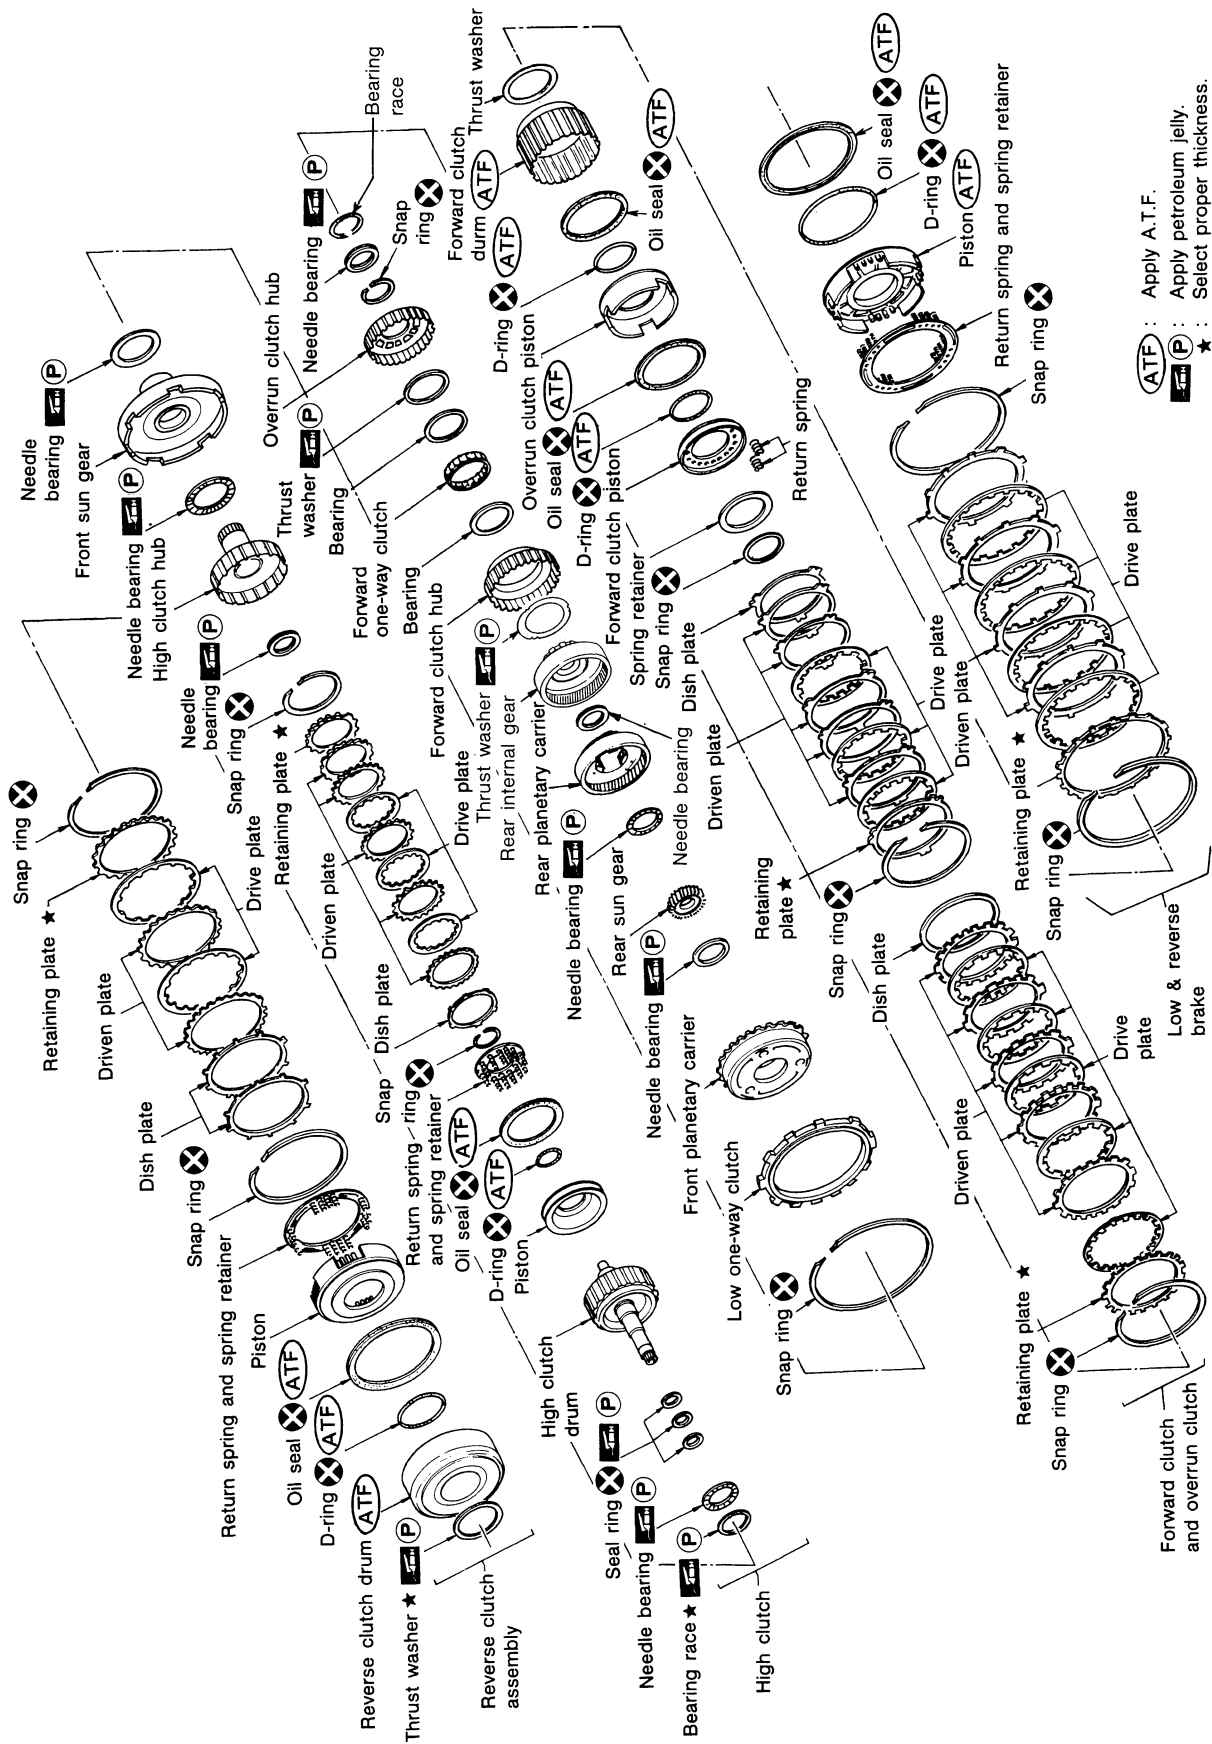 Snap ring
Retaining plate ★
Driven plate
Drive plate
Dish plate
Snap ring
Return spring and spring retainer
Piston
Oil seal ATF
D-ring ATF
Reverse clutch drum ATF
Thrust washer ★ P
Reverse clutch
assembly
Needle
bearing P
Front sun gear
Needle bearing P
High clutch hub
Needle
bearing P
Snap ring
Retaining plate ★
Drive plate
Driven plate
Dish plate
Snap
ring
Return spring
and spring retainer
Oil seal ATF
D-ring ATF
Piston
High clutch
drum
Seal ring P
Needle bearing P
Bearing race ★ P
High clutch
Bearing
race
Needle bearing P
Snap
ring
Overrun clutch hub
Thrust
washer P
Bearing
Forward
one-way clutch
Bearing
Forward clutch hub
Thrust washer P
Rear internal gear
Rear planetary carrier
Needle bearing
Needle bearing P
Rear sun gear
Needle bearing P
Front planetary carrier
Low one-way clutch
Snap ring
Thrust washer
Forward clutch
durm ATF
Oil seal ATF
D-ring ATF
Overrun clutch piston
Oil seal ATF
D-ring ATF
Forward clutch piston
Return spring
Spring retainer
Snap ring
Dish plate
Driven plate
Drive plate
Retaining
plate ★
Snap ring
Oil seal ATF
D-ring ATF
Piston ATF
Return spring and spring retainer
Snap ring
Drive plate
Driven plate
Retaining plate ★
Snap ring
Low & reverse
brake
Dish plate
Drive
plate
Driven plate
Retaining plate ★
Snap ring
Forward clutch
and overrun clutch
ATF : Apply A.T.F.
P : Apply petroleum jelly.
★ : Select proper thickness.